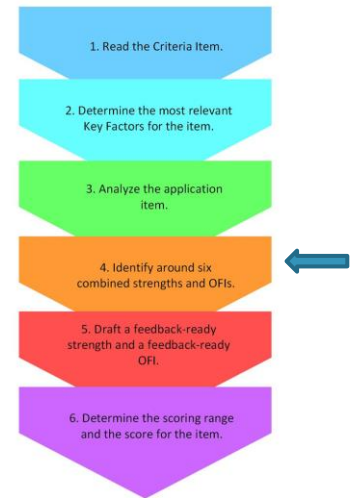 1. Read the Criteria Item.
2. Determine the most relevant
Key Factors for the item.
3. Analyze the application
item.
4. Identify around six
combined strengths and OFIs.
5. Draft a feedback-ready
strength and a feedback-ready
OFI.
6. Determine the scoring range
and the score for the item.